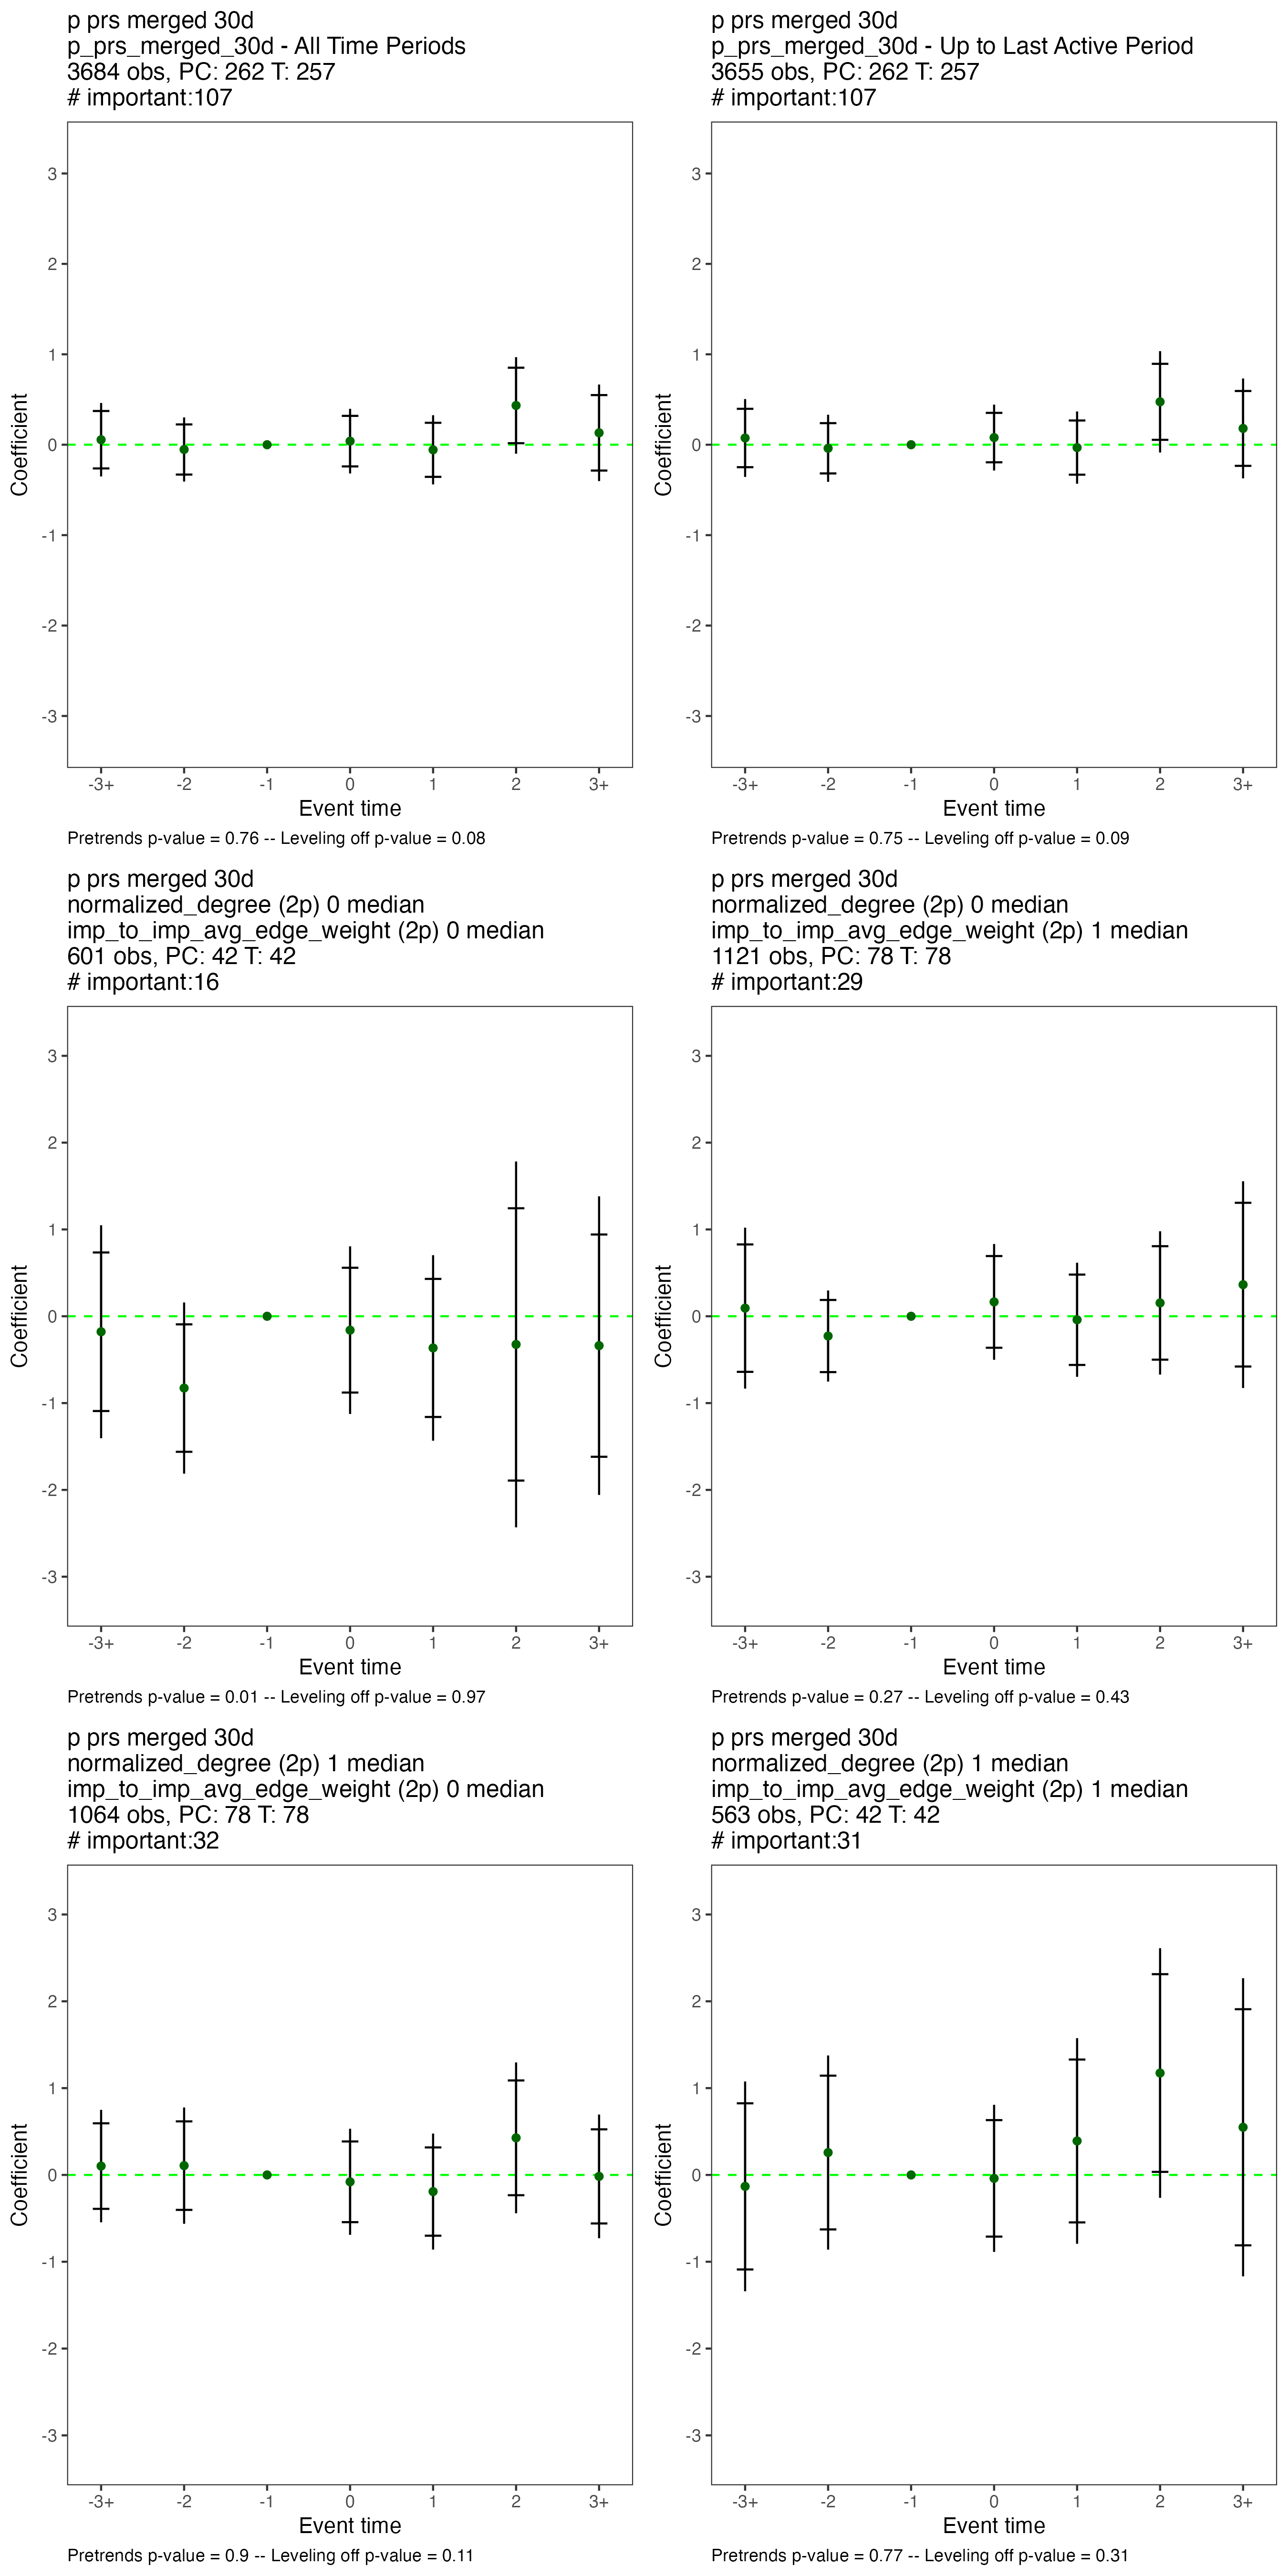 p prs merged 30d
p_prs_merged_30d - All Time Periods
3684 obs, PC: 262 T: 257
# important:107
3
2
1
0
-1
-2
-3
Coefficient
-3+ -2 -1 0 1 2 3+
Event time
Pretrends p-value = 0.76 -- Leveling off p-value = 0.08
p prs merged 30d
p_prs_merged_30d - Up to Last Active Period
3655 obs, PC: 262 T: 257
# important:107
3
2
1
0
-1
-2
-3
Coefficient
-3+ -2 -1 0 1 2 3+
Event time
Pretrends p-value = 0.75 -- Leveling off p-value = 0.09
p prs merged 30d
normalized_degree (2p) 0 median
imp_to_imp_avg_edge_weight (2p) 0 median
601 obs, PC: 42 T: 42
# important:16
3
2
1
0
-1
-2
-3
Coefficient
-3+ -2 -1 0 1 2 3+
Event time
Pretrends p-value = 0.01 -- Leveling off p-value = 0.97
p prs merged 30d
normalized_degree (2p) 0 median
imp_to_imp_avg_edge_weight (2p) 1 median
1121 obs, PC: 78 T: 78
# important:29
3
2
1
0
-1
-2
-3
Coefficient
-3+ -2 -1 0 1 2 3+
Event time
Pretrends p-value = 0.27 -- Leveling off p-value = 0.43
p prs merged 30d
normalized_degree (2p) 1 median
imp_to_imp_avg_edge_weight (2p) 0 median
1064 obs, PC: 78 T: 78
# important:32
3
2
1
0
-1
-2
-3
Coefficient
-3+ -2 -1 0 1 2 3+
Event time
Pretrends p-value = 0.9 -- Leveling off p-value = 0.11
p prs merged 30d
normalized_degree (2p) 1 median
imp_to_imp_avg_edge_weight (2p) 1 median
563 obs, PC: 42 T: 42
# important:31
3
2
1
0
-1
-2
-3
Coefficient
-3+ -2 -1 0 1 2 3+
Event time
Pretrends p-value = 0.77 -- Leveling off p-value = 0.31